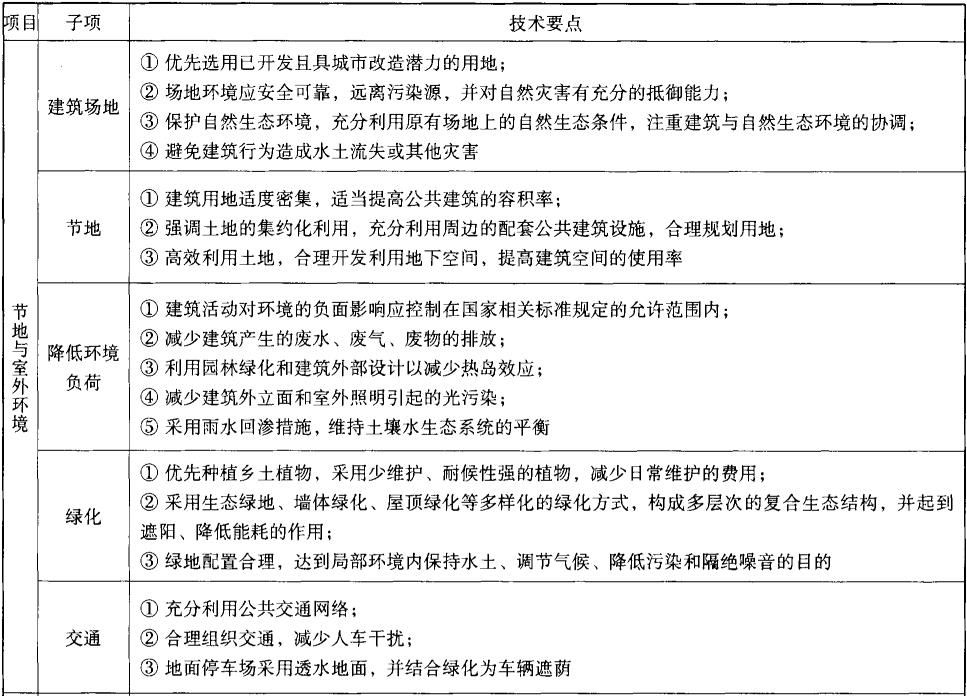 项目 子项 技术要点
节地与室外环境
建筑场地
① 优先选用已开发且具城市改造潜力的用地；
② 场地环境应安全可靠，远离污染源，并对自然灾害有充分的抵御能力；
③ 保护自然生态环境，充分利用原有场地上的自然生态条件，注重建筑与自然生态环境的协调；
④ 避免建筑行为造成水土流失或其他灾害
节地
① 建筑用地适度密集，适当提高公共建筑的容积率；
② 强调土地的集约化利用，充分利用周边的配套公共建筑设施，合理规划用地；
③ 高效利用土地，合理开发利用地下空间，提高建筑空间的使用率
降低环境
负荷
① 建筑活动对环境的负面影响应控制在国家相关标准规定的允许范围内；
② 减少建筑产生的废水、废气、废物的排放；
③ 利用园林绿化和建筑外部设计以减少热岛效应；
④ 减少建筑外立面和室外照明引起的光污染；
⑤ 采用雨水回渗措施，维持土壤水生态系统的平衡
绿化
① 优先种植乡土植物，采用少维护、耐候性强的植物，减少日常维护的费用；
② 采用生态绿地、墙体绿化、屋顶绿化等多样化的绿化方式，构成多层次的复合生态结构，并起到
遮阳、降低能耗的作用；
③ 绿地配置合理，达到局部环境内保持水土、调节气候、降低污染和隔绝噪音的目的
交通
① 充分利用公共交通网络；
② 合理组织交通，减少人车干扰；
③ 地面停车场采用透水地面，并结合绿化为车辆遮荫